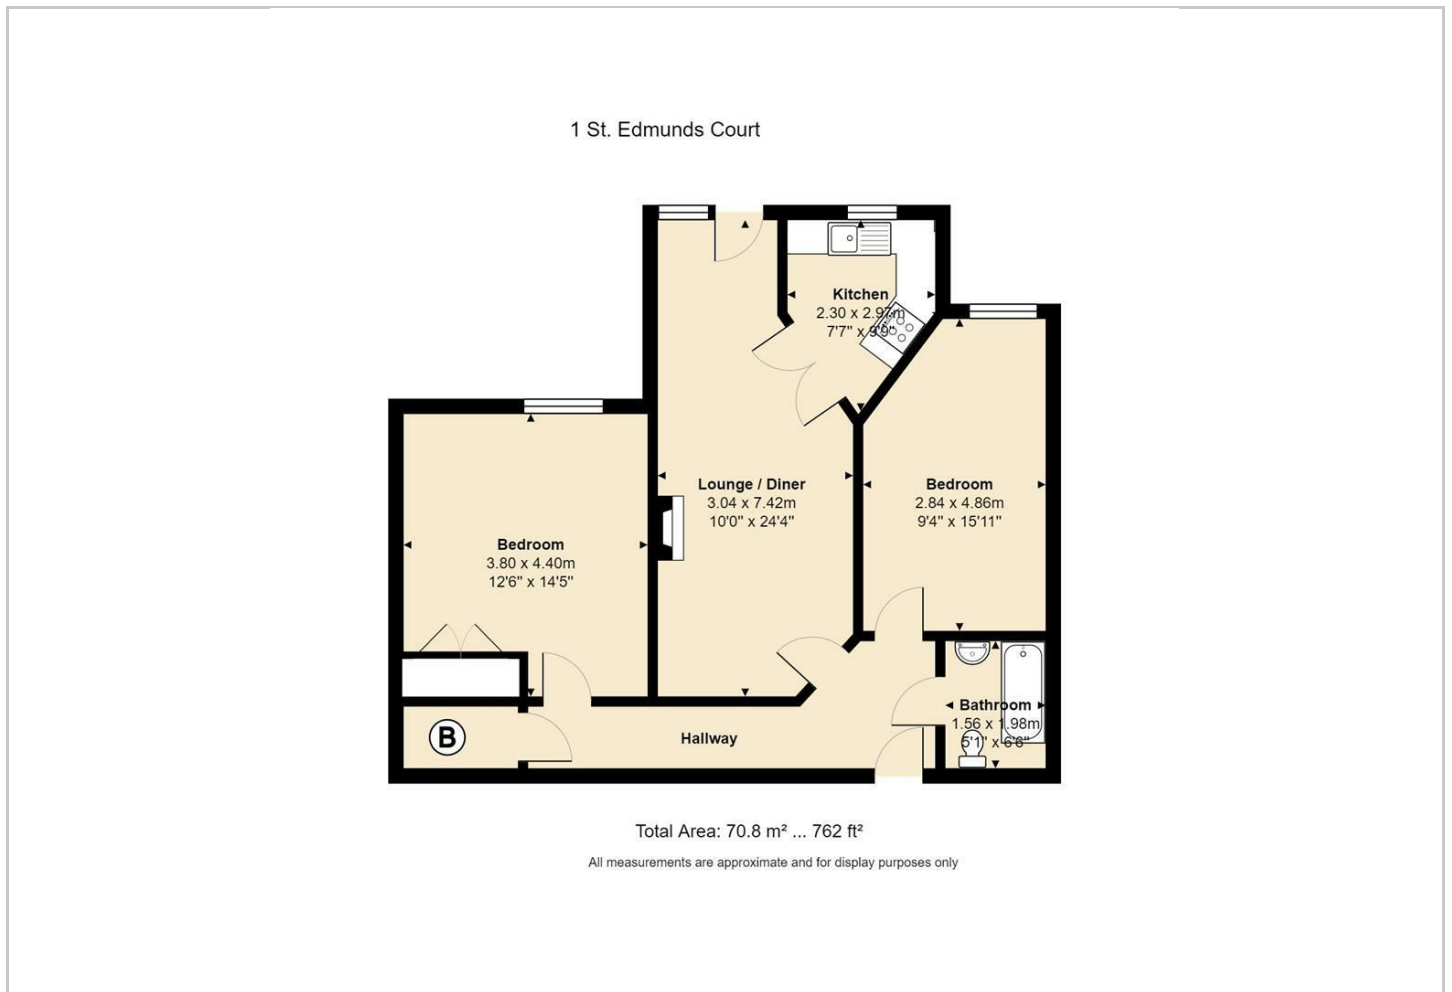 1 St. Edmunds Court
Kitchen
2.30 x 2.97m
7'7" x 9'9"
Lounge / Diner
3.04 x 7.42m
10'0" x 24'4"
Bedroom
2.84 x 4.86m
9'4" x 15'11"
Bedroom
3.80 x 4.40m
12'6" x 14'5"
Bathroom
1.56 x 1.98m
5'1" x 6'6"
B
Hallway
Total Area: 70.8 m² ... 762 ft²
All measurements are approximate and for display purposes only